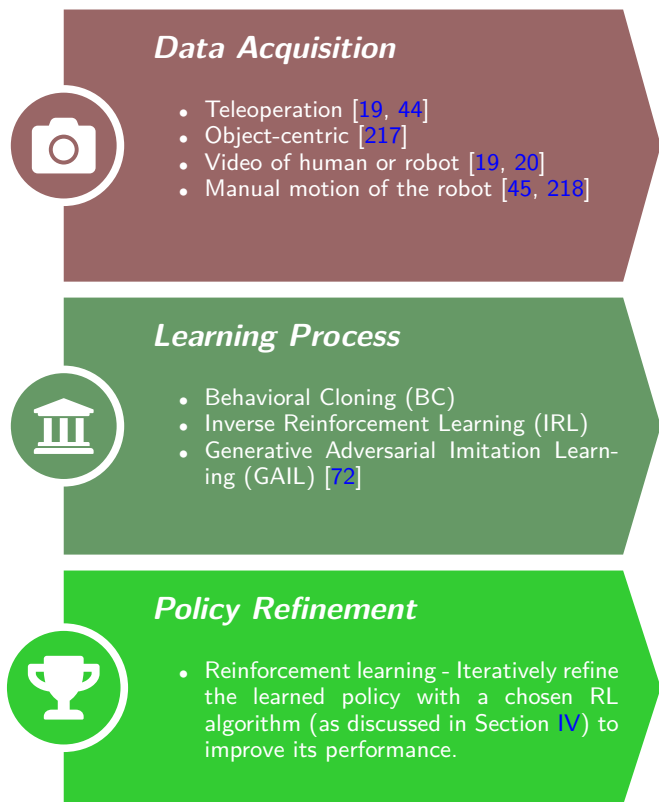 Data Acquisition
• Teleoperation [19, 44]
• Object-centric [217]
• Video of human or robot [19, 20]
• Manual motion of the robot [45, 218]
Learning Process
• Behavioral Cloning (BC)
• Inverse Reinforcement Learning (IRL)
• Generative Adversarial Imitation Learn-
ing (GAIL) [72]
Policy Refinement
• Reinforcement learning - Iteratively refine
the learned policy with a chosen RL
algorithm (as discussed in Section IV) to
improve its performance.